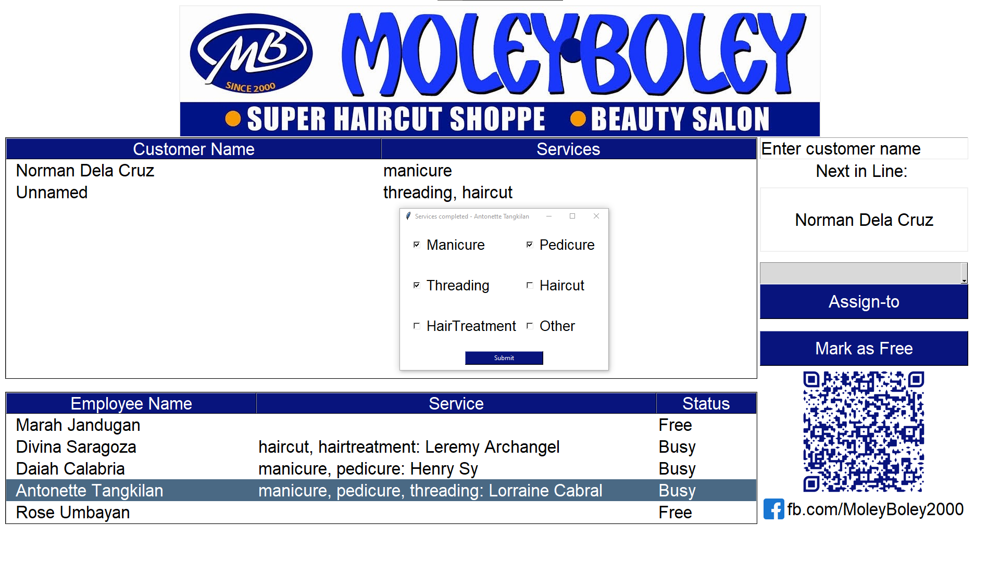 MB
SINCE 2000
MOLEYBOLEY
SUPER HAIRCUT SHOPPE BEAUTY SALON
Customer Name Services
Norman Dela Cruz manicure
Unnamed threading, haircut
Services completed - Antonette Tangkilan
Manicure Pedicure
Threading Haircut
HairTreatment Other
Submit
Enter customer name
Next in Line:
Norman Dela Cruz
Assign-to
Mark as Free
Employee Name Service Status
Marah Jandugan Free
Divina Saragoza haircut, hairtreatment: Leremy Archangel Busy
Daiah Calabria manicure, pedicure: Henry Sy Busy
Antonette Tangkilan manicure, pedicure, threading: Lorraine Cabral Busy
Rose Umbayan Free
fb.com/MoleyBoley2000